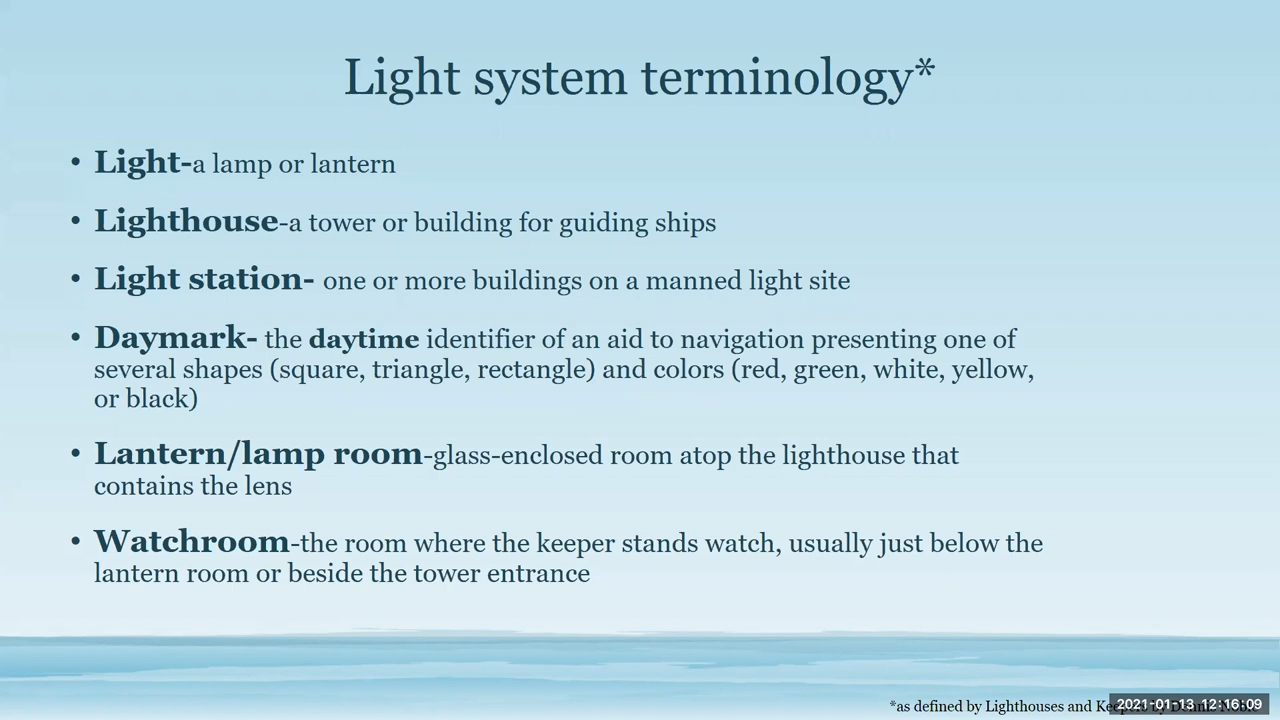 Light system terminology*
• Light-a lamp or lantern
• Lighthouse-a tower or building for guiding ships
• Light station- one or more buildings on a manned light site
• Daymark- the daytime identifier of an aid to navigation presenting one of
several shapes (square, triangle, rectangle) and colors (red, green, white, yellow,
or black)
• Lantern/lamp room-glass-enclosed room atop the lighthouse that
contains the lens
• Watchroom-the room where the keeper stands watch, usually just below the
lantern room or beside the tower entrance
*as defined by Lighthouses and
2021-01-13 12:16:09